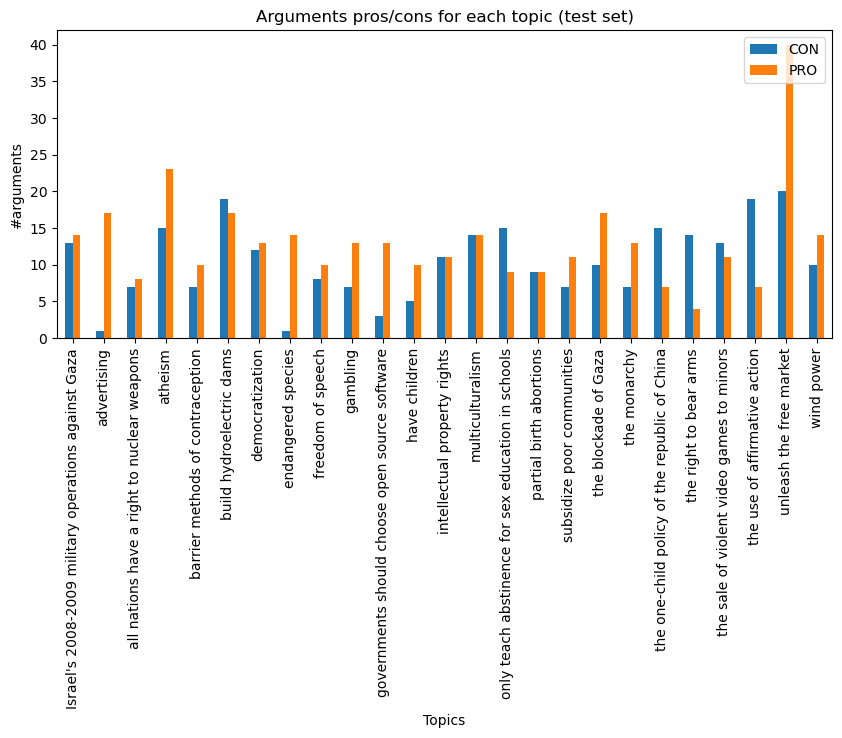 Arguments pros/cons for each topic (test set)
CON
PRO
#arguments
40
35
30
25
20
15
10
5
0
Israel's 2008-2009 military operations against Gaza
advertising
all nations have a right to nuclear weapons
atheism
barrier methods of contraception
build hydroelectric dams
democratization
endangered species
freedom of speech
gambling
governments should choose open source software
have children
intellectual property rights
multiculturalism
only teach abstinence for sex education in schools
partial birth abortions
subsidize poor communities
the blockade of Gaza
the monarchy
the one-child policy of the republic of China
the right to bear arms
the sale of violent video games to minors
the use of affirmative action
unleash the free market
wind power
Topics